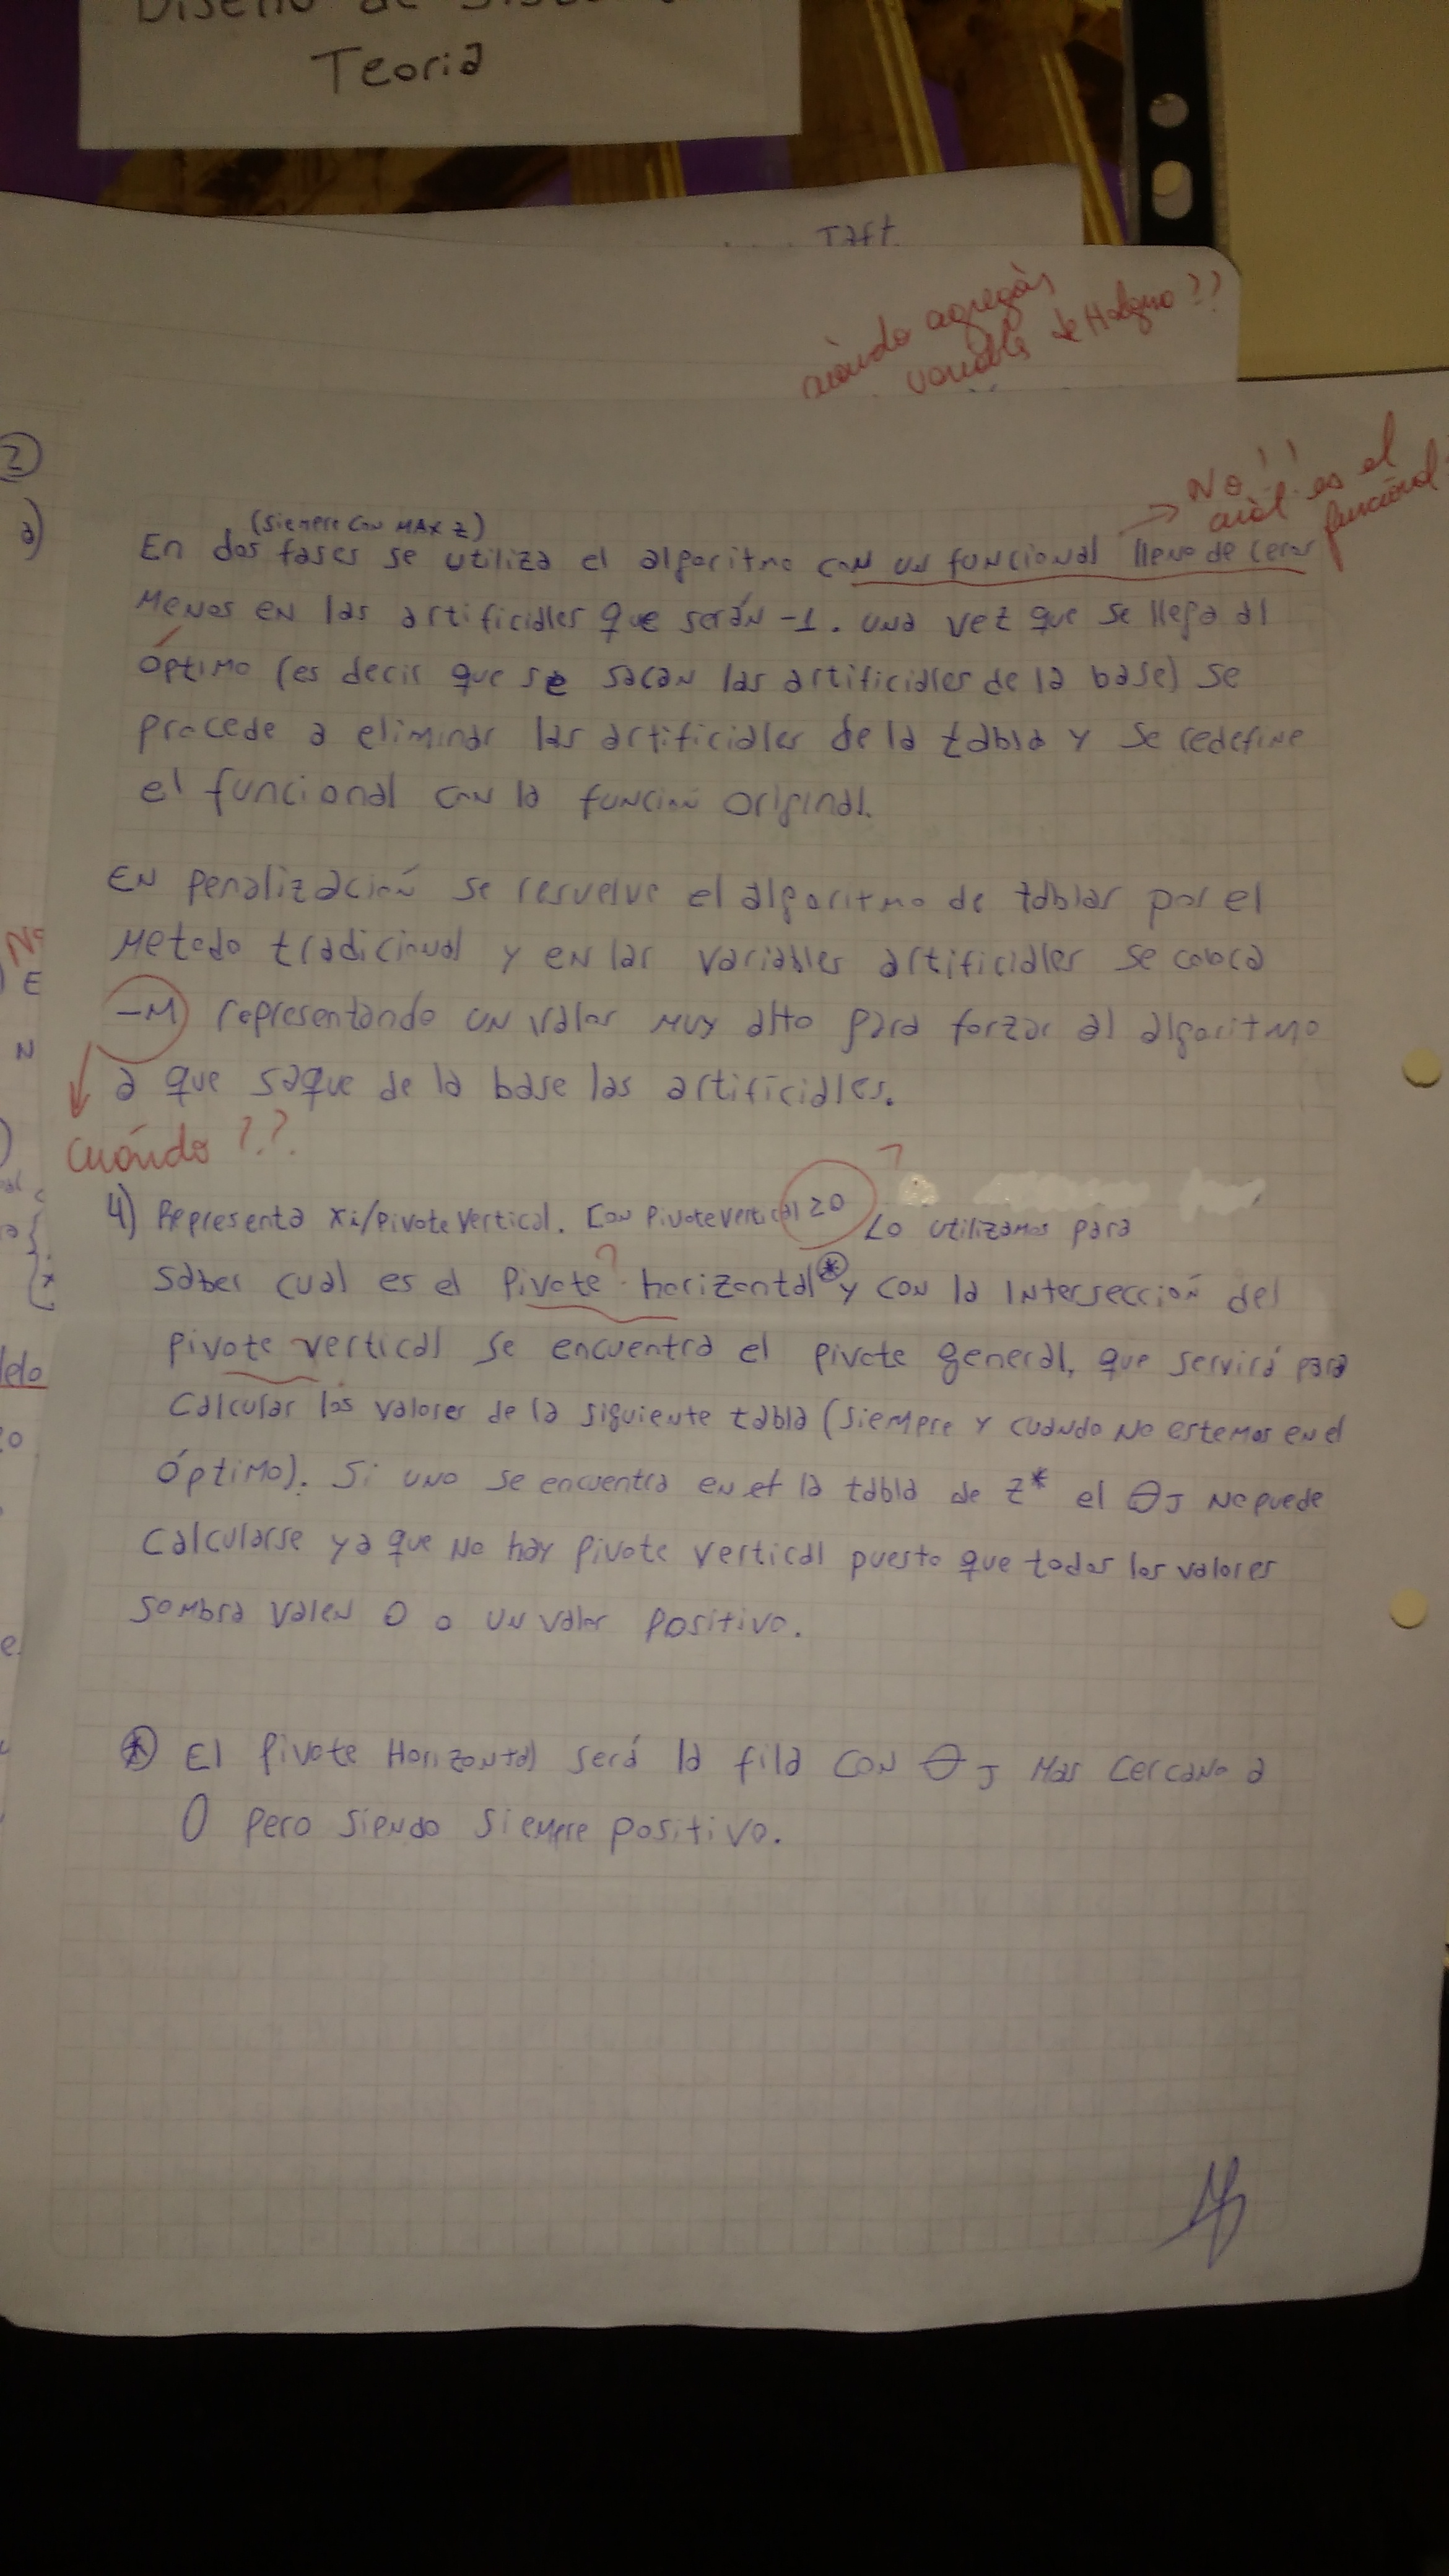 Diseño de
Teoria
Taft.
agregás
variable de Holgura??
2
a)
No!!
cuál es el
funcional
(siempre con MAX Z)
En dos fases se utiliza el algoritmo con un funcional lleno de ceros
menos en las artificiales que serán -1. una vez que se llega al
óptimo (es decir que se sacan las artificiales de la base) se
procede a eliminar las artificiales de la tabla y se redefine
el funcional con la función original.
En penalización se resuelve el algoritmo de tablas por el
metodo tradicional y en las variables artificiales se coloca
-M representando un valor muy alto para forzar al algoritmo
a que saque de la base las artificiales.
Cuándo??
4) Representa xi/pivote vertical. Con pivote vertical ≥0 Lo utilizamos para
?
?
saber cual es el pivote horizontal* y con la intersección del
pivote vertical se encuentra el pivote general, que servirá para
calcular los valores de la siguiente tabla (siempre y cuando no estemos en el
óptimo). Si uno se encuentra en la tabla de z* el θj no puede
calcularse ya que no hay pivote vertical puesto que todos los valores
sombra valen 0 o un valor positivo.
* El pivote Horizontal será la fila con θj mas cercano a
0 pero siendo siempre positivo.